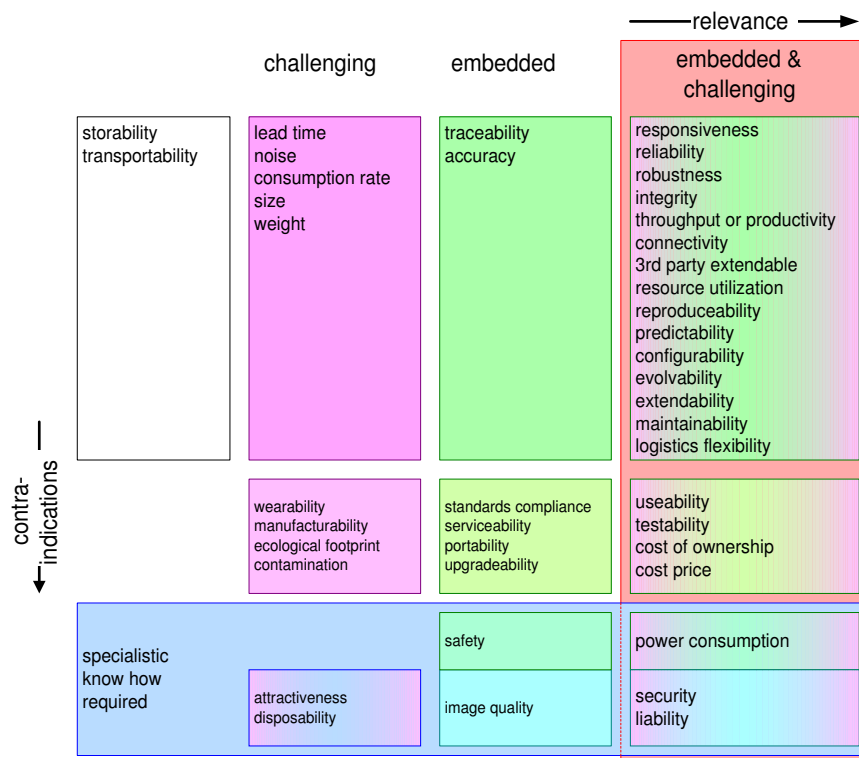 relevance
challenging
embedded
embedded &
challenging
storability
transportability
lead time
noise
consumption rate
size
weight
traceability
accuracy
responsiveness
reliability
robustness
integrity
throughput or productivity
connectivity
3rd party extendable
resource utilization
reproduceability
predictability
configurability
evolvability
extendability
maintainability
logistics flexibility
contra-
indications
wearability
manufacturability
ecological footprint
contamination
standards compliance
serviceability
portability
upgradeability
useability
testability
cost of ownership
cost price
specialistic
know how
required
attractiveness
disposability
safety
image quality
power consumption
security
liability